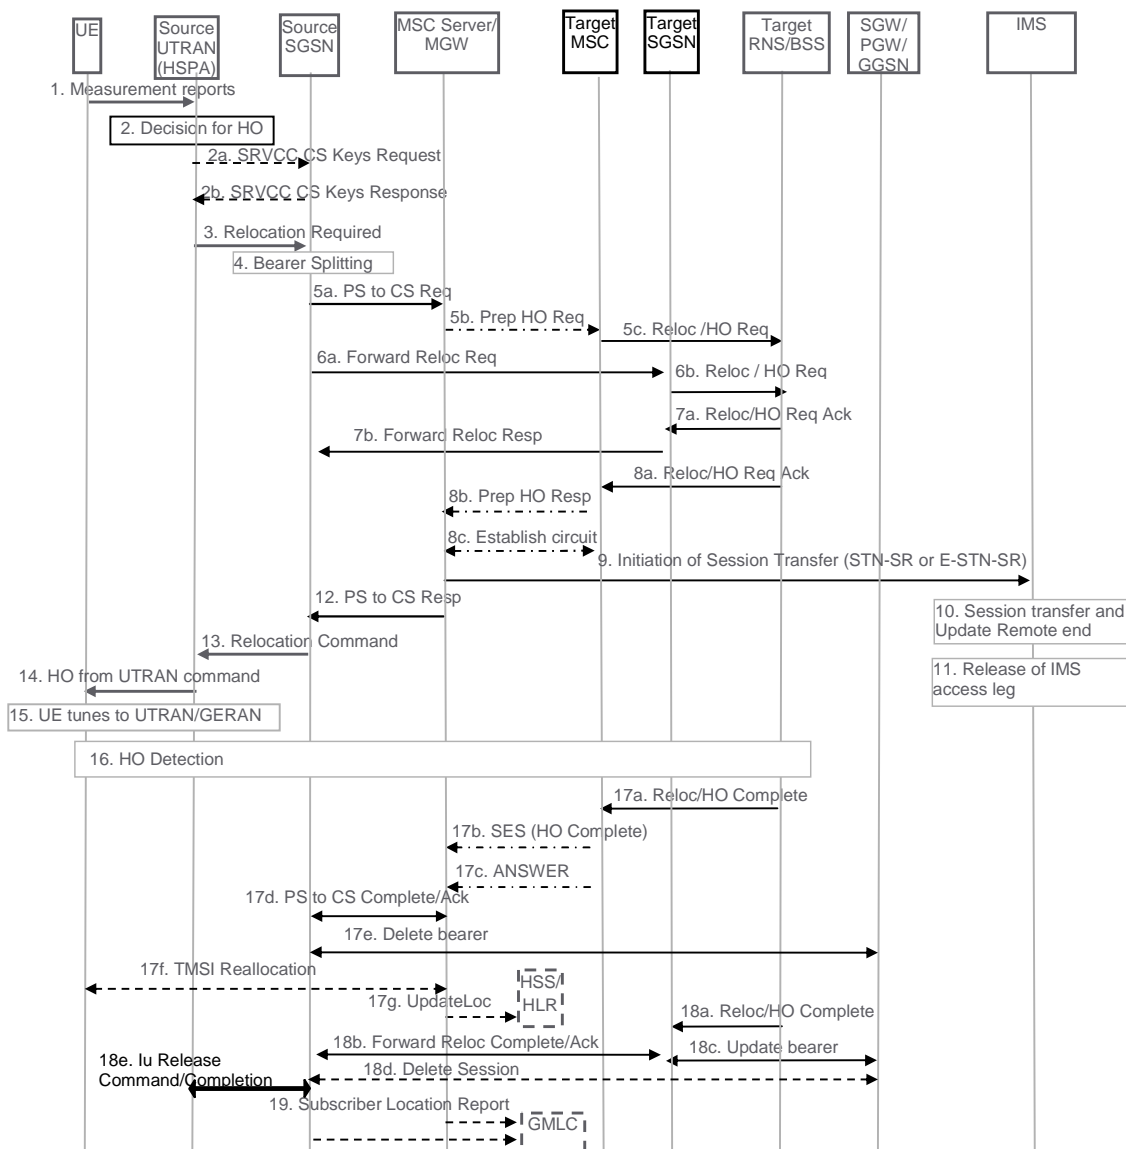 UE
Source
UTRAN
(HSPA)
Source
SGSN
MSC Server/
MGW
Target
MSC
Target
SGSN
Target
RNS/BSS
SGW/
PGW/
GGSN
IMS
1. Measurement reports
2. Decision for HO
2a. SRVCC CS Keys Request
2b. SRVCC CS Keys Response
3. Relocation Required
4. Bearer Splitting
5a. PS to CS Req
5b. Prep HO Req
5c. Reloc /HO Req
6a. Forward Reloc Req
6b. Reloc / HO Req
7a. Reloc/HO Req Ack
7b. Forward Reloc Resp
8a. Reloc/HO Req Ack
8b. Prep HO Resp
8c. Establish circuit
9. Initiation of Session Transfer (STN-SR or E-STN-SR)
12. PS to CS Resp
10. Session transfer and
Update Remote end
13. Relocation Command
11. Release of IMS
access leg
14. HO from UTRAN command
15. UE tunes to UTRAN/GERAN
16. HO Detection
17a. Reloc/HO Complete
17b. SES (HO Complete)
17c. ANSWER
17d. PS to CS Complete/Ack
17e. Delete bearer
17f. TMSI Reallocation
HSS/
HLR
17g. UpdateLoc
18a. Reloc/HO Complete
18b. Forward Reloc Complete/Ack
18c. Update bearer
18e. Iu Release
Command/Completion
18d. Delete Session
19. Subscriber Location Report
GMLC